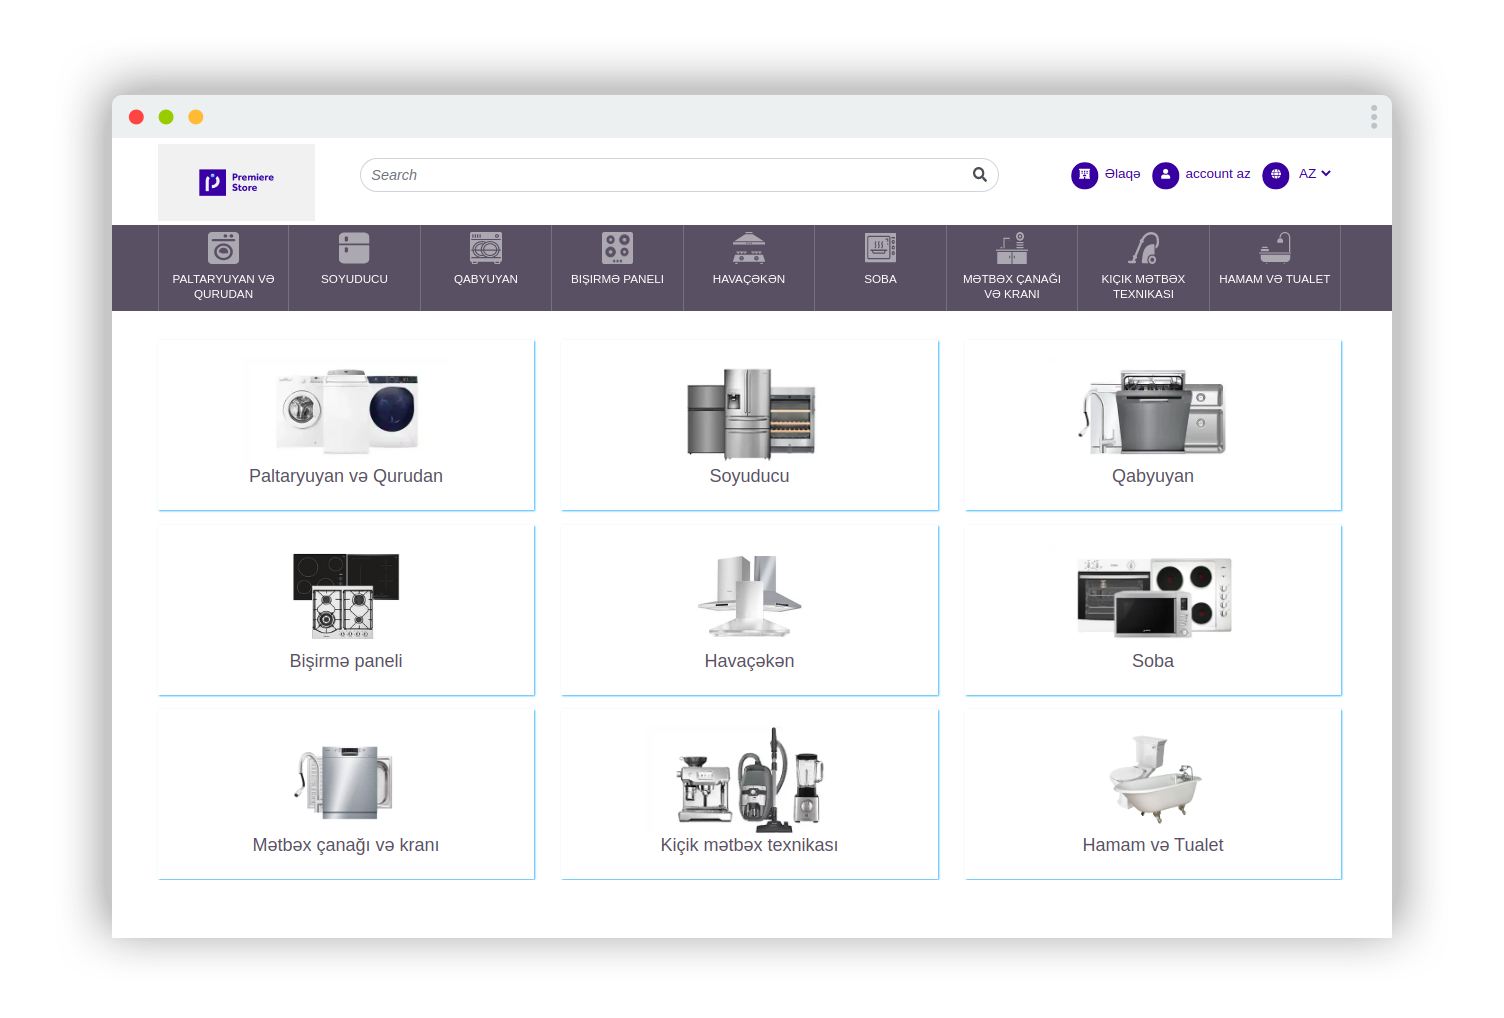 Premiere
Store
Search
Əlaqə
account az
AZ
PALTARYUYAN VƏ
QURUDAN
SOYUDUCU
QABYUYAN
BIŞIRMƏ PANELI
HAVAÇƏKƏN
SOBA
MƏTBƏX ÇANAĞI
VƏ KRANI
KIÇIK MƏTBƏX
TEXNIKASI
HAMAM VƏ TUALET
Paltaryuyan və Qurudan
Soyuducu
Qabyuyan
Bişirmə paneli
Havaçəkən
Soba
Mətbəx çanağı və kranı
Kiçik mətbəx texnikası
Hamam və Tualet